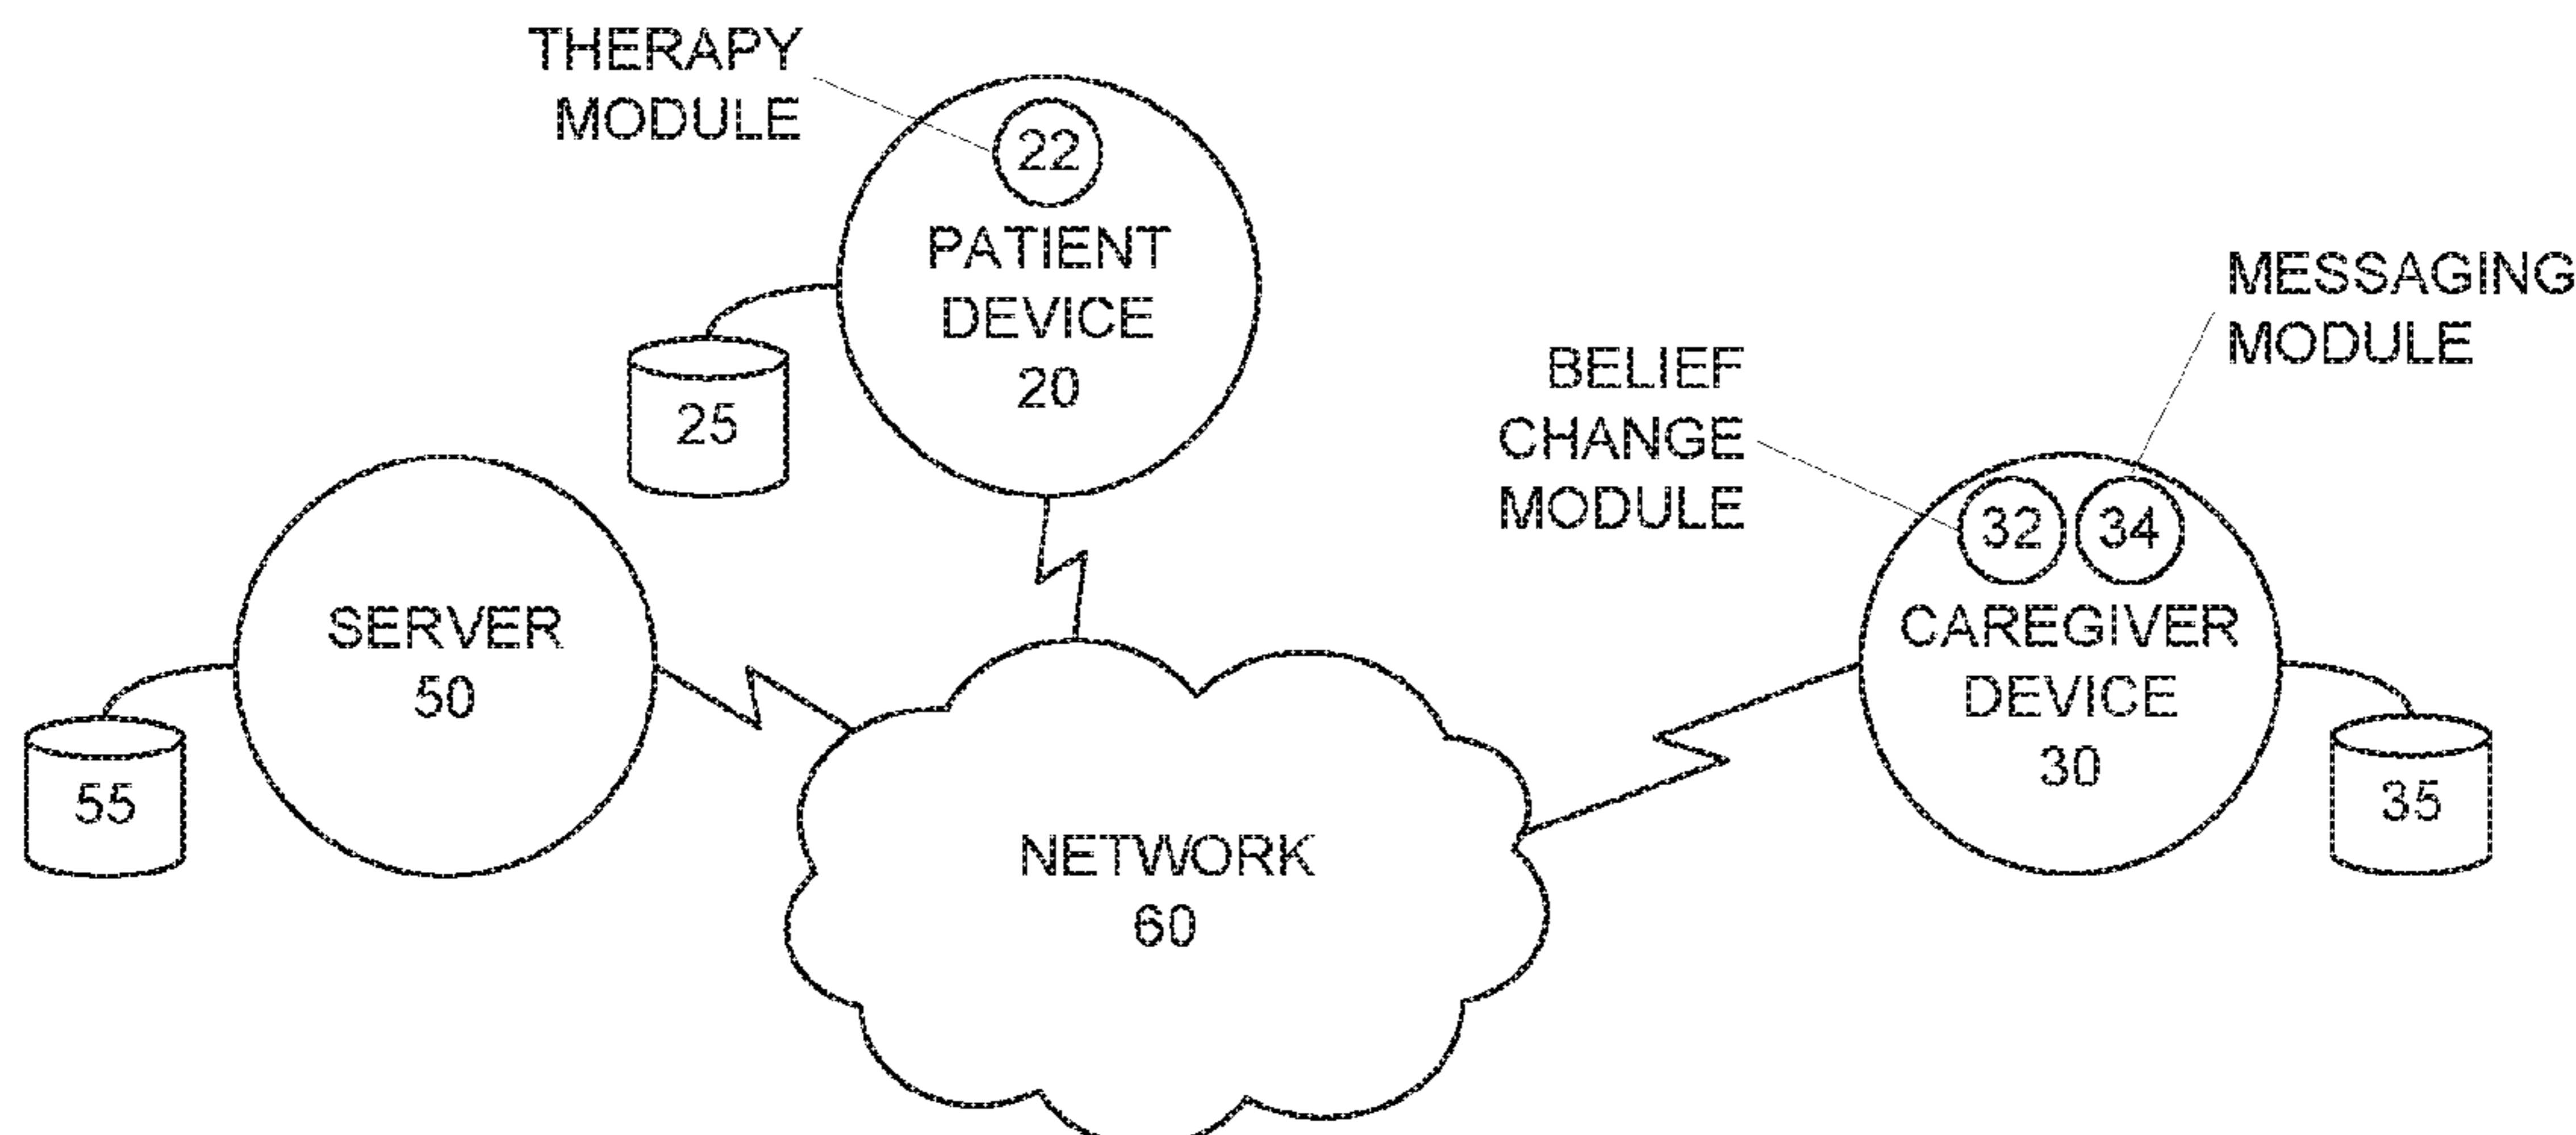 THERAPY
MODULE
22
PATIENT
DEVICE
20
25
MESSAGING
MODULE
BELIEF
CHANGE
MODULE
32 34
CAREGIVER
DEVICE
30
35
SERVER
50
55
NETWORK
60